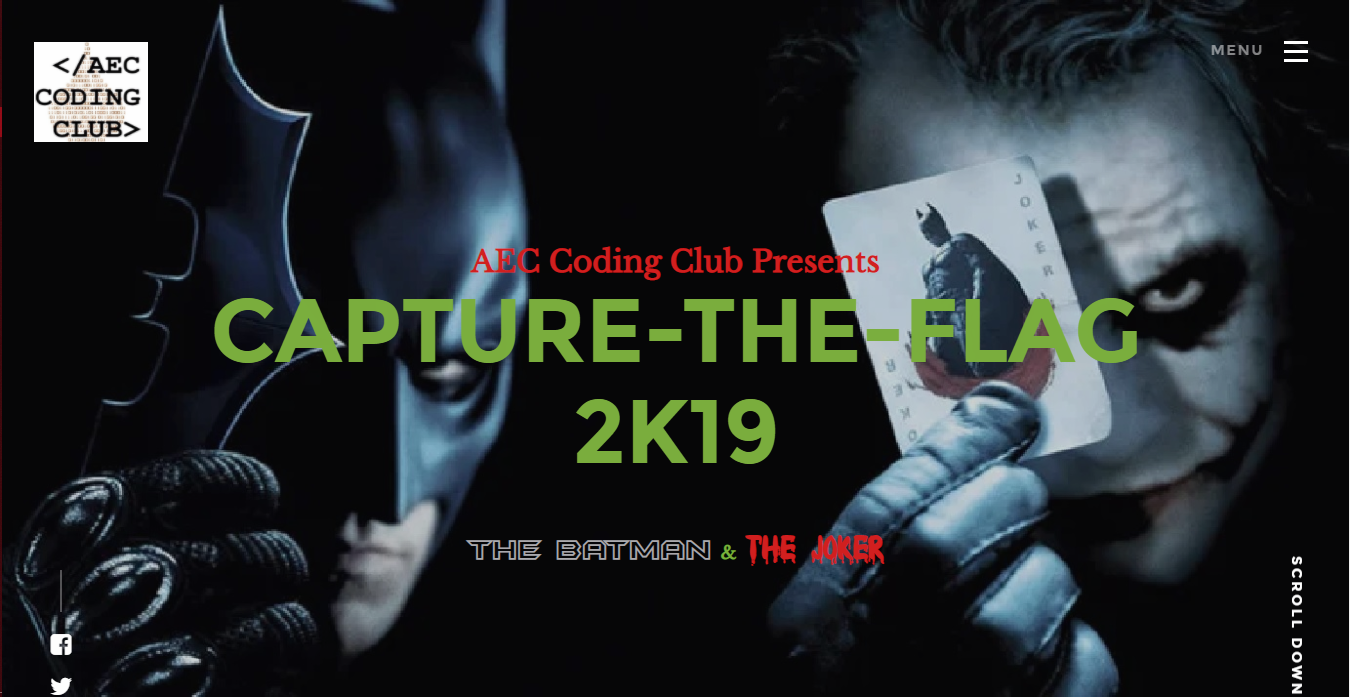 </AEC
CODING
CLUB>
MENU
AEC Coding Club Presents
CAPTURE-THE-FLAG
2K19
THE BATMAN & THE JOKER
JOKER
JOKER
SCROLL DOWN